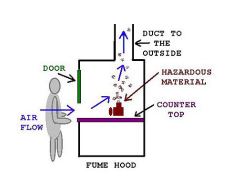 DUCT TO
THE
OUTSIDE
DOOR
HAZARDOUS
MATERIAL
COUNTER
TOP
AIR
FLOW
FUME HOOD